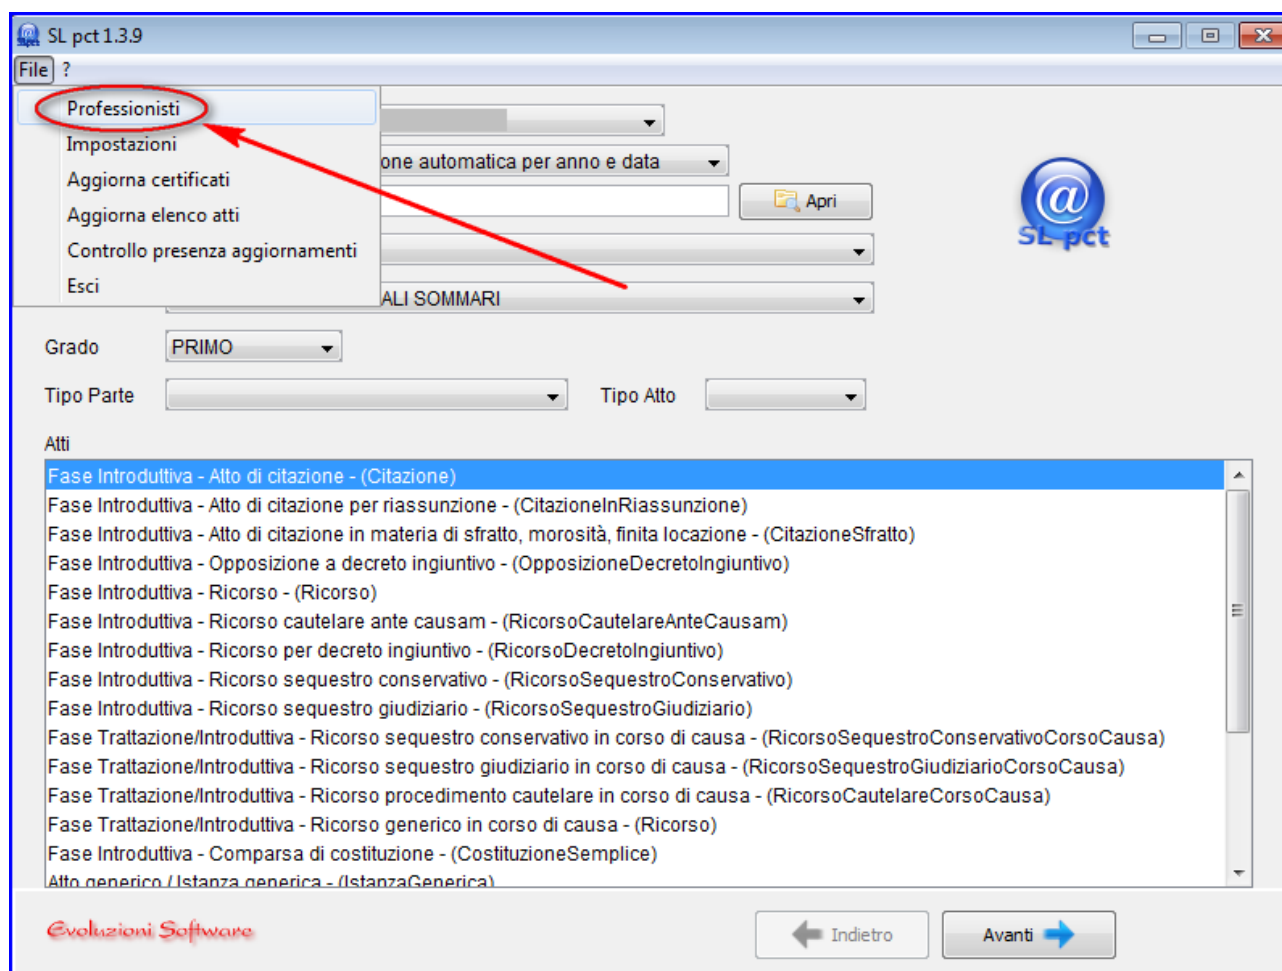 SL pct 1.3.9
File ?
Professionisti
Impostazioni
Aggiorna certificati
Aggiorna elenco atti
Controllo presenza aggiornamenti
Esci
one automatica per anno e data
Apri
ALI SOMMARI
SL pct
Grado PRIMO
Tipo Parte Tipo Atto
Atti
Fase Introduttiva - Atto di citazione - (Citazione)
Fase Introduttiva - Atto di citazione per riassunzione - (CitazioneInRiassunzione)
Fase Introduttiva - Atto di citazione in materia di sfratto, morosità, finita locazione - (CitazioneSfratto)
Fase Introduttiva - Opposizione a decreto ingiuntivo - (OpposizioneDecretoIngiuntivo)
Fase Introduttiva - Ricorso - (Ricorso)
Fase Introduttiva - Ricorso cautelare ante causam - (RicorsoCautelareAnteCausam)
Fase Introduttiva - Ricorso per decreto ingiuntivo - (RicorsoDecretoIngiuntivo)
Fase Introduttiva - Ricorso sequestro conservativo - (RicorsoSequestroConservativo)
Fase Introduttiva - Ricorso sequestro giudiziario - (RicorsoSequestroGiudiziario)
Fase Trattazione/Introduttiva - Ricorso sequestro conservativo in corso di causa - (RicorsoSequestroConservativoCorsoCausa)
Fase Trattazione/Introduttiva - Ricorso sequestro giudiziario in corso di causa - (RicorsoSequestroGiudiziarioCorsoCausa)
Fase Trattazione/Introduttiva - Ricorso procedimento cautelare in corso di causa - (RicorsoCautelareCorsoCausa)
Fase Trattazione/Introduttiva - Ricorso generico in corso di causa - (Ricorso)
Fase Introduttiva - Comparsa di costituzione - (CostituzioneSemplice)
Atto generico / Istanza generica - (IstanzaGenerica)
Evoluzioni Software
Indietro
Avanti